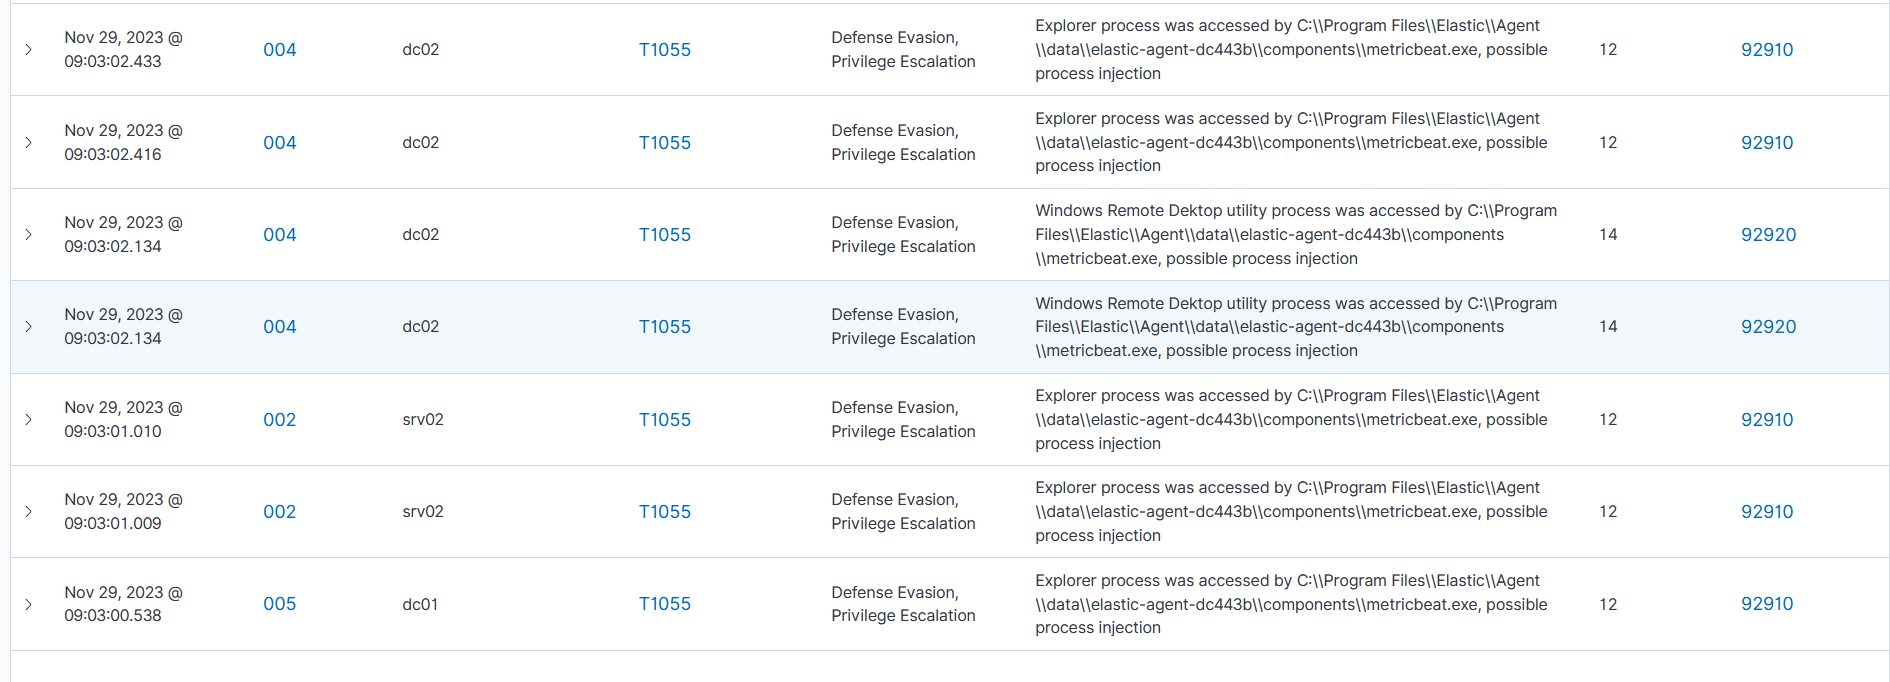 Nov 29, 2023 @
09:03:02.433
004
dc02
T1055
Defense Evasion,
Privilege Escalation
Explorer process was accessed by C:\\Program Files\\Elastic\\Agent
\\data\\elastic-agent-dc443b\\components\\metricbeat.exe, possible
process injection
12
92910
Nov 29, 2023 @
09:03:02.416
004
dc02
T1055
Defense Evasion,
Privilege Escalation
Explorer process was accessed by C:\\Program Files\\Elastic\\Agent
\\data\\elastic-agent-dc443b\\components\\metricbeat.exe, possible
process injection
12
92910
Nov 29, 2023 @
09:03:02.134
004
dc02
T1055
Defense Evasion,
Privilege Escalation
Windows Remote Dektop utility process was accessed by C:\\Program
Files\\Elastic\\Agent\\data\\elastic-agent-dc443b\\components
\\metricbeat.exe, possible process injection
14
92920
Nov 29, 2023 @
09:03:02.134
004
dc02
T1055
Defense Evasion,
Privilege Escalation
Windows Remote Dektop utility process was accessed by C:\\Program
Files\\Elastic\\Agent\\data\\elastic-agent-dc443b\\components
\\metricbeat.exe, possible process injection
14
92920
Nov 29, 2023 @
09:03:01.010
002
srv02
T1055
Defense Evasion,
Privilege Escalation
Explorer process was accessed by C:\\Program Files\\Elastic\\Agent
\\data\\elastic-agent-dc443b\\components\\metricbeat.exe, possible
process injection
12
92910
Nov 29, 2023 @
09:03:01.009
002
srv02
T1055
Defense Evasion,
Privilege Escalation
Explorer process was accessed by C:\\Program Files\\Elastic\\Agent
\\data\\elastic-agent-dc443b\\components\\metricbeat.exe, possible
process injection
12
92910
Nov 29, 2023 @
09:03:00.538
005
dc01
T1055
Defense Evasion,
Privilege Escalation
Explorer process was accessed by C:\\Program Files\\Elastic\\Agent
\\data\\elastic-agent-dc443b\\components\\metricbeat.exe, possible
process injection
12
92910